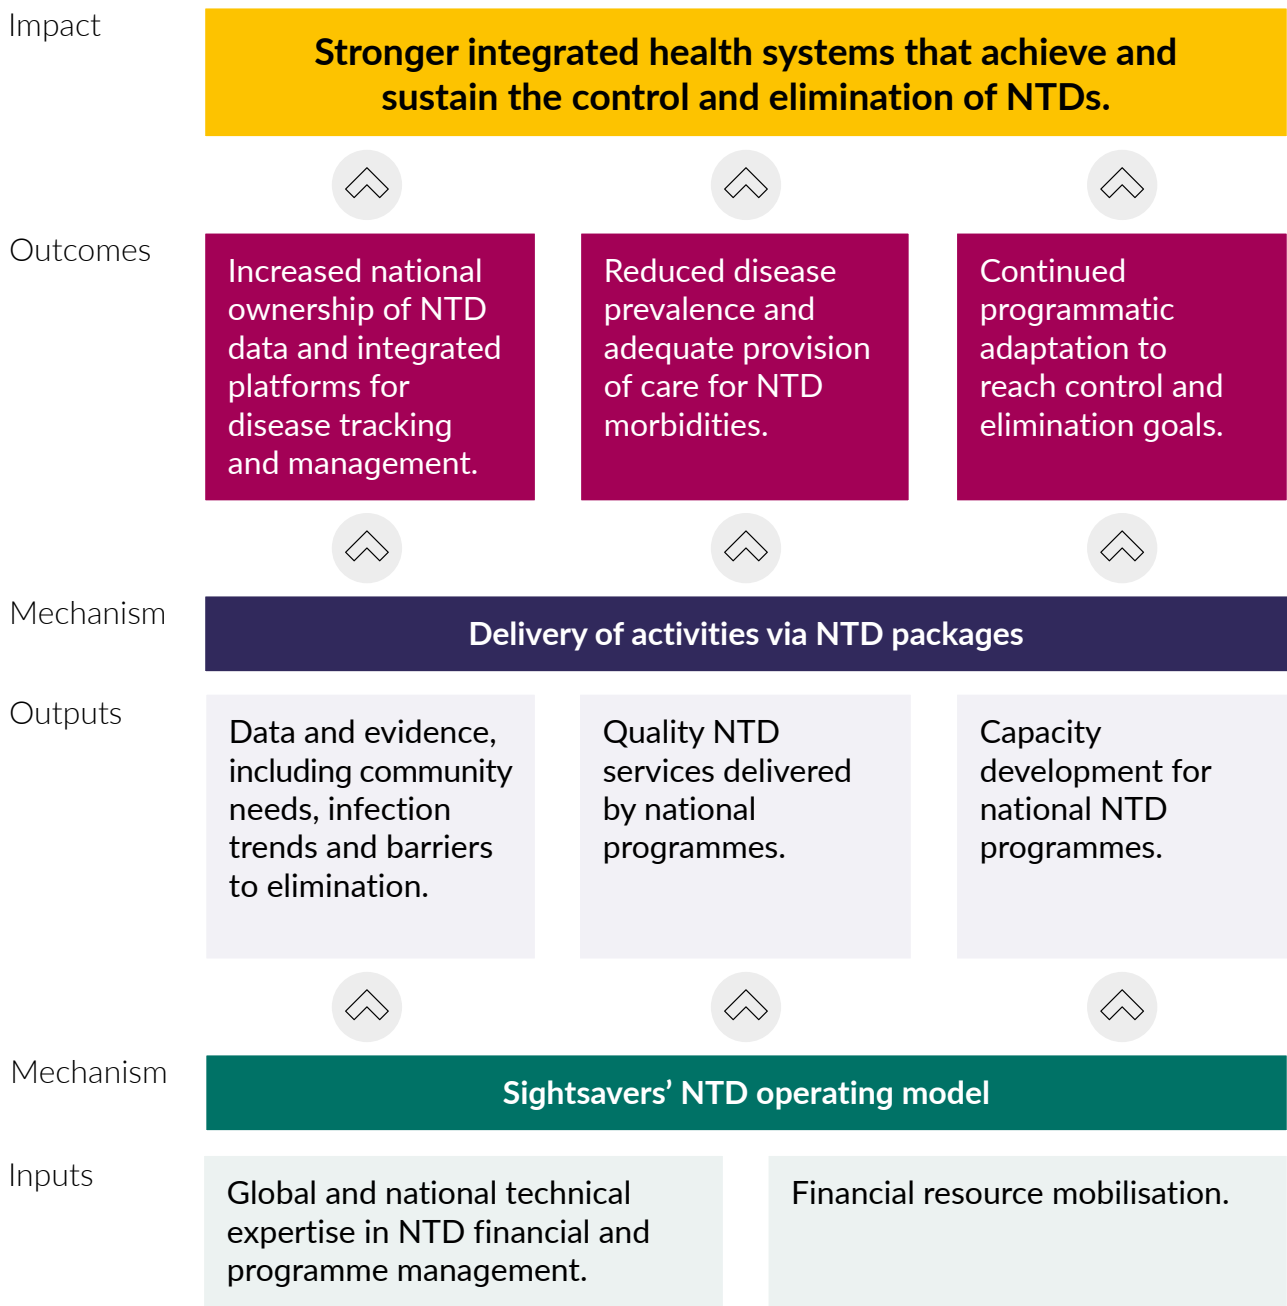 Impact
Stronger integrated health systems that achieve and
sustain the control and elimination of NTDs.
Outcomes
Increased national
ownership of NTD
data and integrated
platforms for
disease tracking
and management.
Reduced disease
prevalence and
adequate provision
of care for NTD
morbidities.
Continued
programmatic
adaptation to
reach control and
elimination goals.
Mechanism
Delivery of activities via NTD packages
Outputs
Data and evidence,
including community
needs, infection
trends and barriers
to elimination.
Quality NTD
services delivered
by national
programmes.
Capacity
development for
national NTD
programmes.
Mechanism
Sightsavers’ NTD operating model
Inputs
Global and national technical
expertise in NTD financial and
programme management.
Financial resource mobilisation.